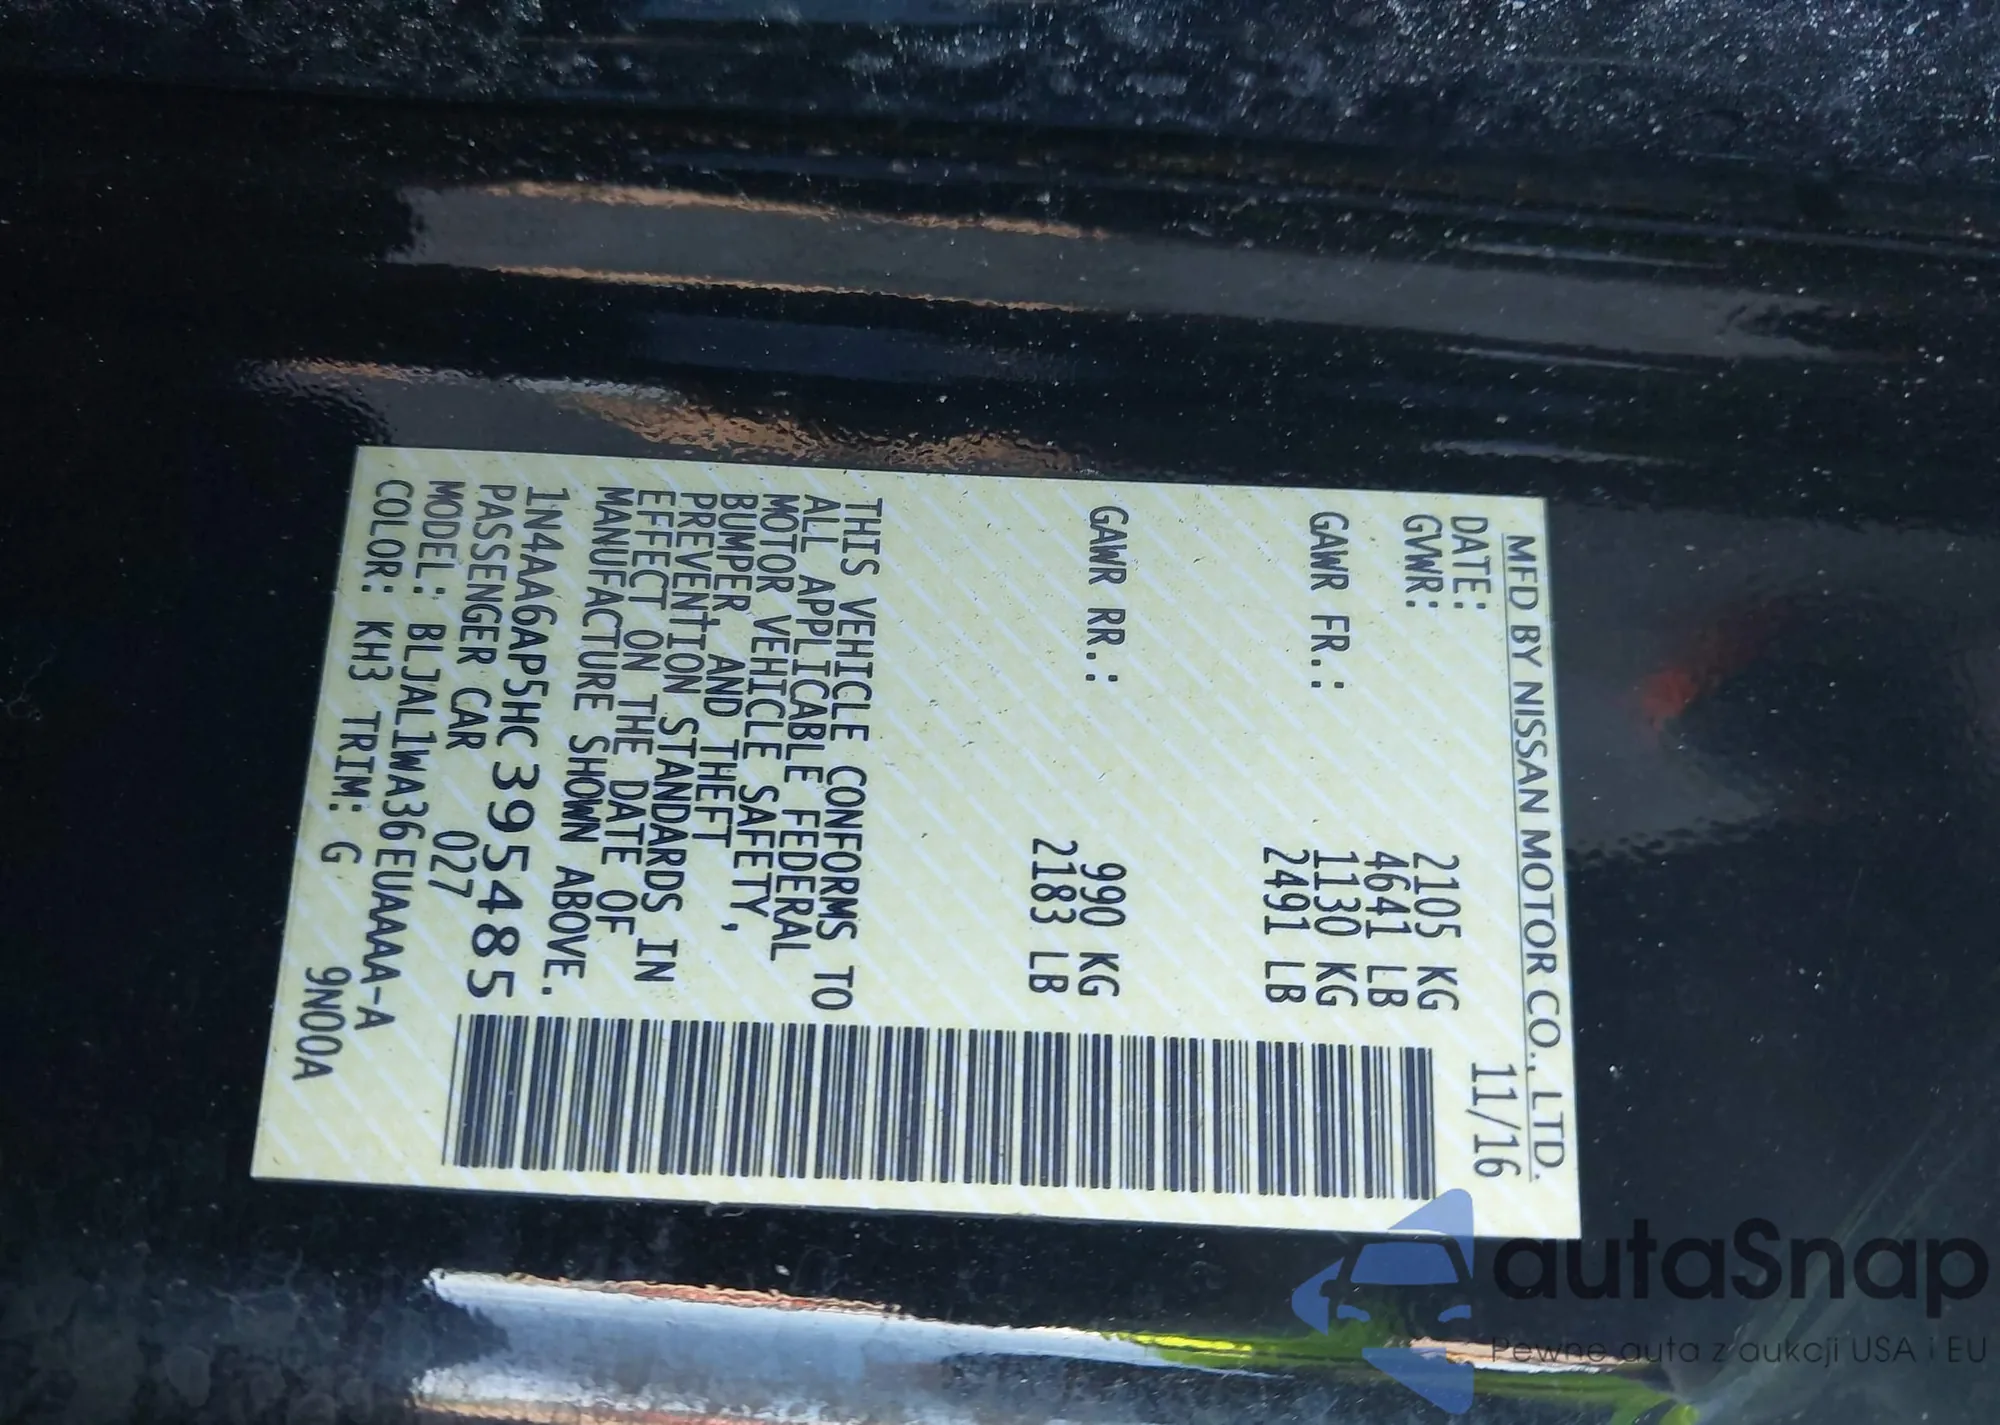 MFD BY NISSAN MOTOR CO., LTD.
DATE: 11/16
GVWR: 2105 KG
4641 LB
GAWR FR.: 1130 KG
2491 LB
GAWR RR.: 990 KG
2183 LB
THIS VEHICLE CONFORMS TO
ALL APPLICABLE FEDERAL
MOTOR VEHICLE SAFETY,
BUMPER, AND THEFT
PREVENTION STANDARDS IN
EFFECT ON THE DATE OF
MANUFACTURE SHOWN ABOVE.
1N4AA6AP5HC395485
PASSENGER CAR 027
MODEL: BLJAL1WA36EUAAAA-A
COLOR: KH3 TRIM: G 9N00A
autaSnap
Pewne auta z aukcji USA i EU